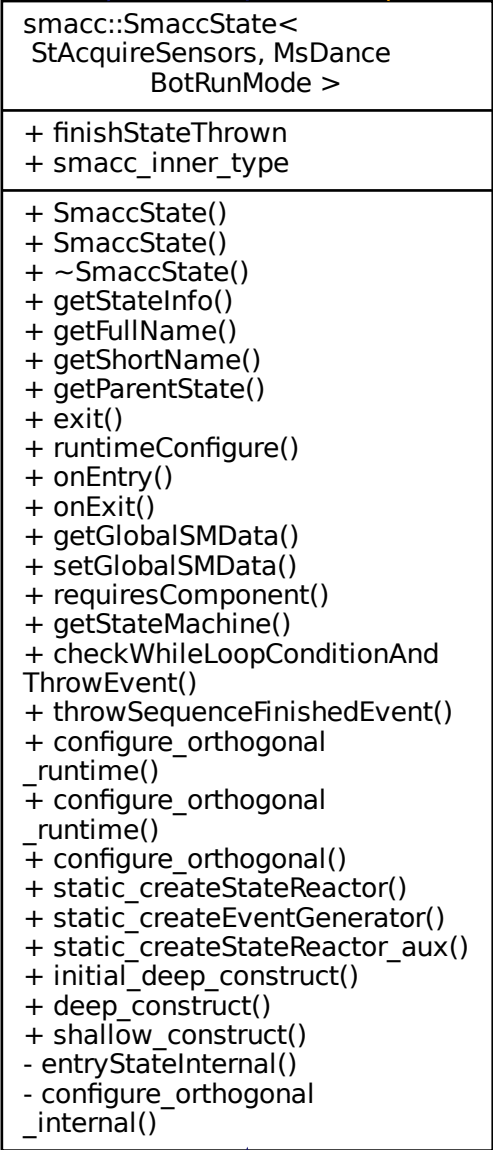 smacc::SmaccState<
StAcquireSensors, MsDance
BotRunMode >
+ finishStateThrown
+ smacc_inner_type
+ SmaccState()
+ SmaccState()
+ ~SmaccState()
+ getStateInfo()
+ getFullName()
+ getShortName()
+ getParentState()
+ exit()
+ runtimeConfigure()
+ onEntry()
+ onExit()
+ getGlobalSMData()
+ setGlobalSMData()
+ requiresComponent()
+ getStateMachine()
+ checkWhileLoopConditionAnd
ThrowEvent()
+ throwSequenceFinishedEvent()
+ configure_orthogonal
_runtime()
+ configure_orthogonal
_runtime()
+ configure_orthogonal()
+ static_createStateReactor()
+ static_createEventGenerator()
+ static_createStateReactor_aux()
+ initial_deep_construct()
+ deep_construct()
+ shallow_construct()
- entryStateInternal()
- configure_orthogonal
_internal()